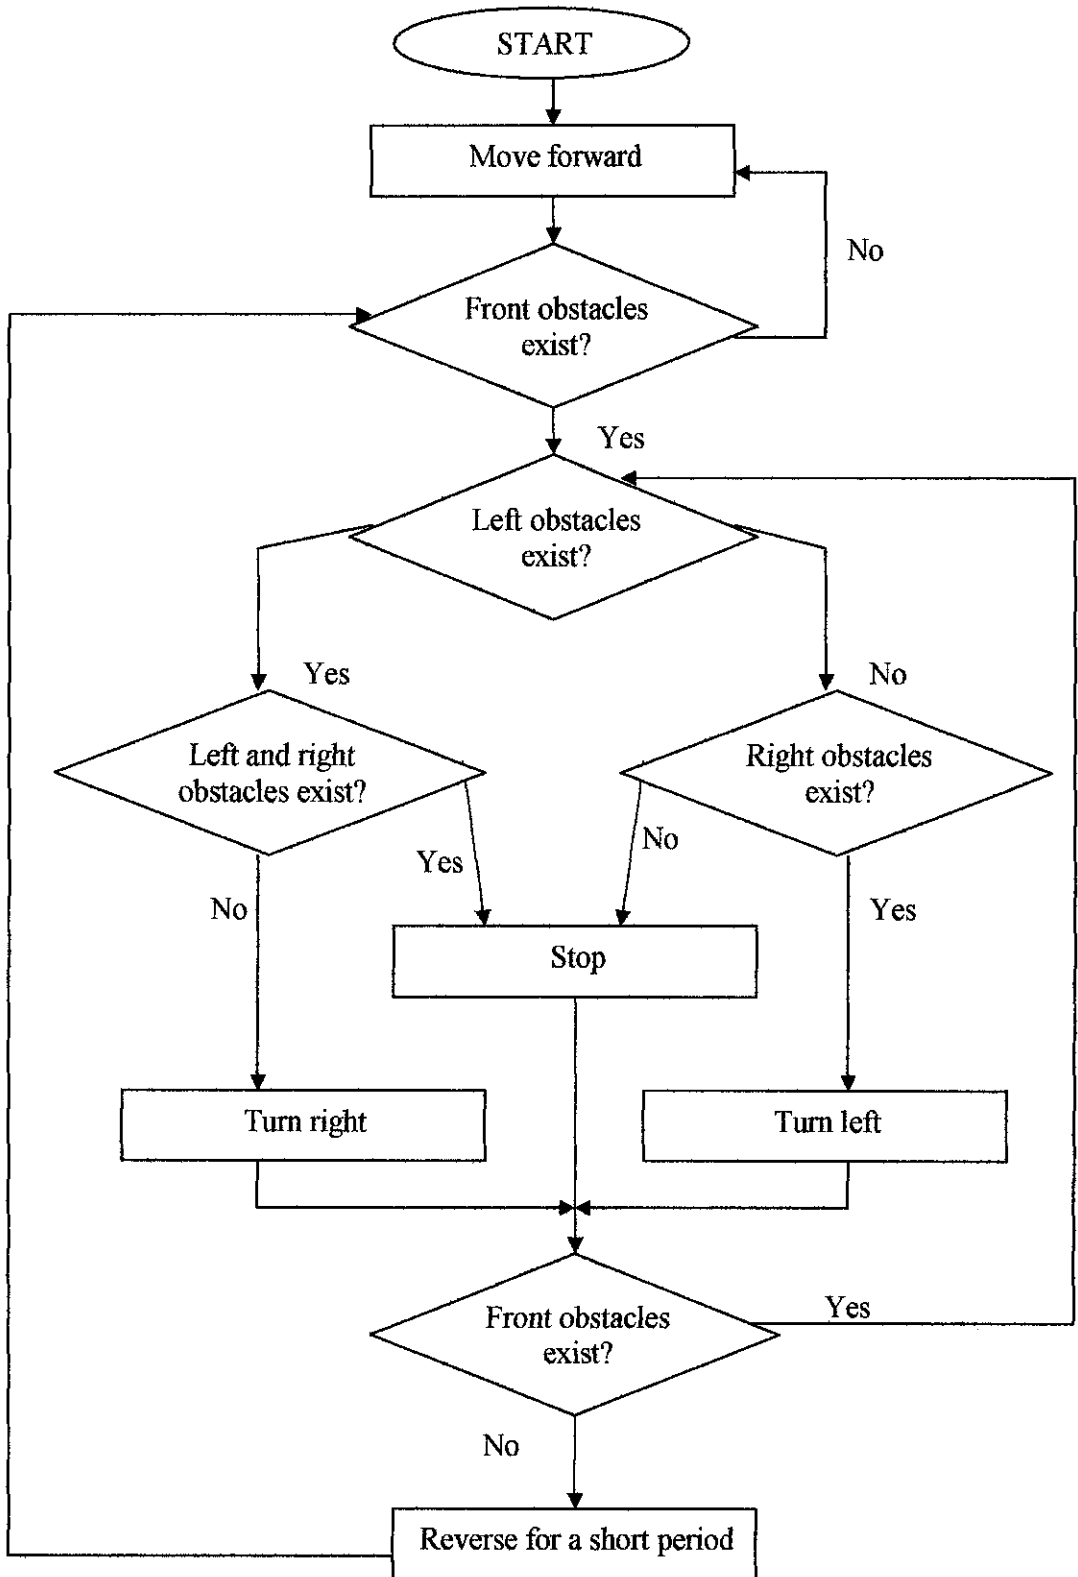 START
Move forward
No
Front obstacles
exist?
Yes
Left obstacles
exist?
Yes
No
Left and right
obstacles exist?
Right obstacles
exist?
Yes
No
No
Yes
Stop
Turn right
Turn left
Front obstacles
exist?
Yes
No
Reverse for a short period